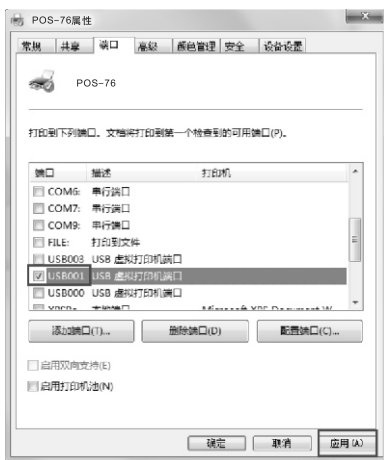 POS-76属性
常规 共享 端口 高级 颜色管理 安全 设备设置
POS-76
打印到下列端口。文档将打印到第一个检查到的可用端口(P)。
端口 描述 打印机
COM6: 串行端口
COM7: 串行端口
COM9: 串行端口
FILE: 打印到文件
USB003 USB 虚拟打印机端口
USB001 USB 虚拟打印机端口
USB000 USB 虚拟打印机端口
添加端口(T)... 删除端口(D) 配置端口(C)...
启用双向支持(E)
启用打印机池(N)
确定 取消 应用(A)